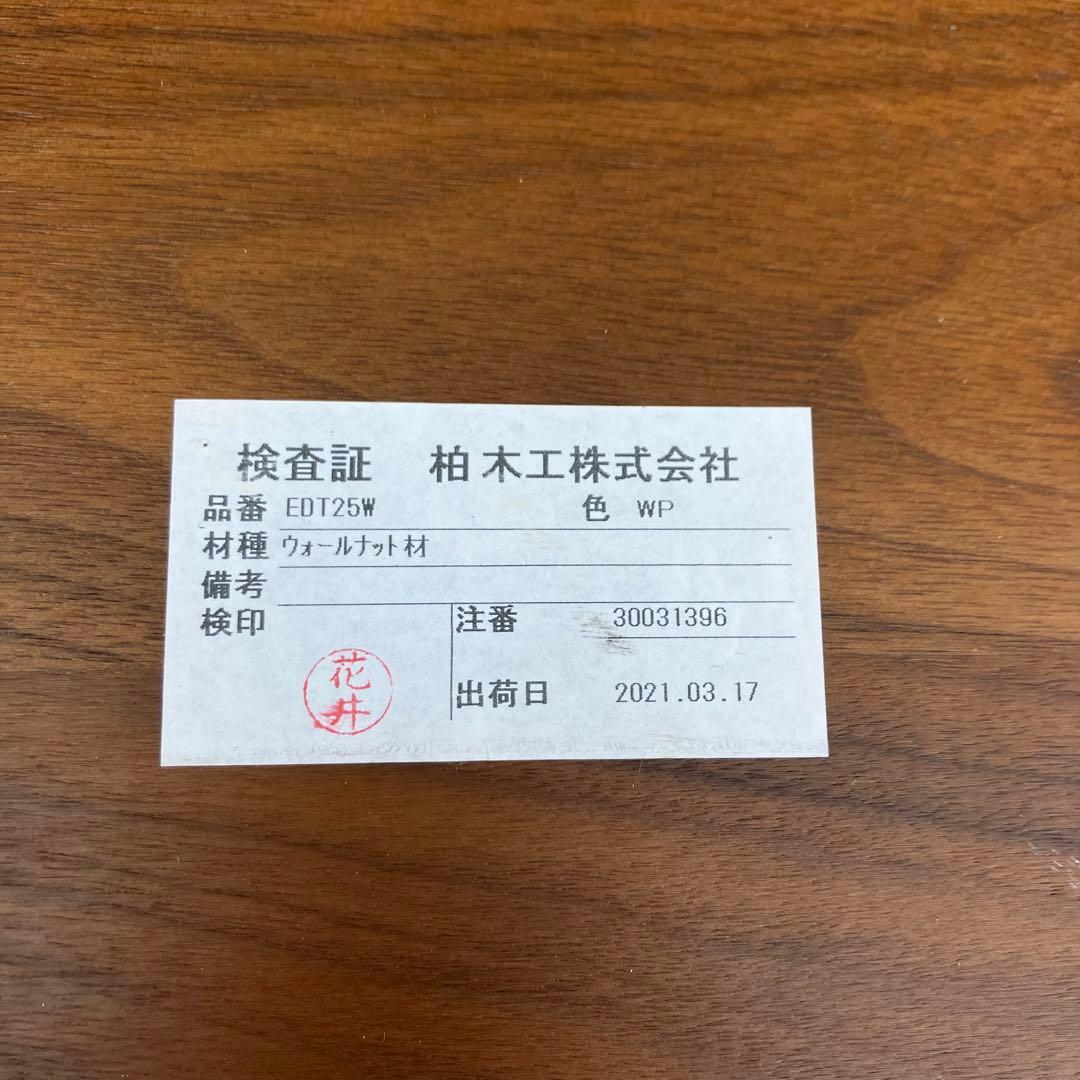 検査証 柏木工株式会社
品番 EDT25W 色 WP
材種 ｳｫｰﾙﾅｯﾄ材
備考
検印 注番 30031396
花井
出荷日 2021.03.17